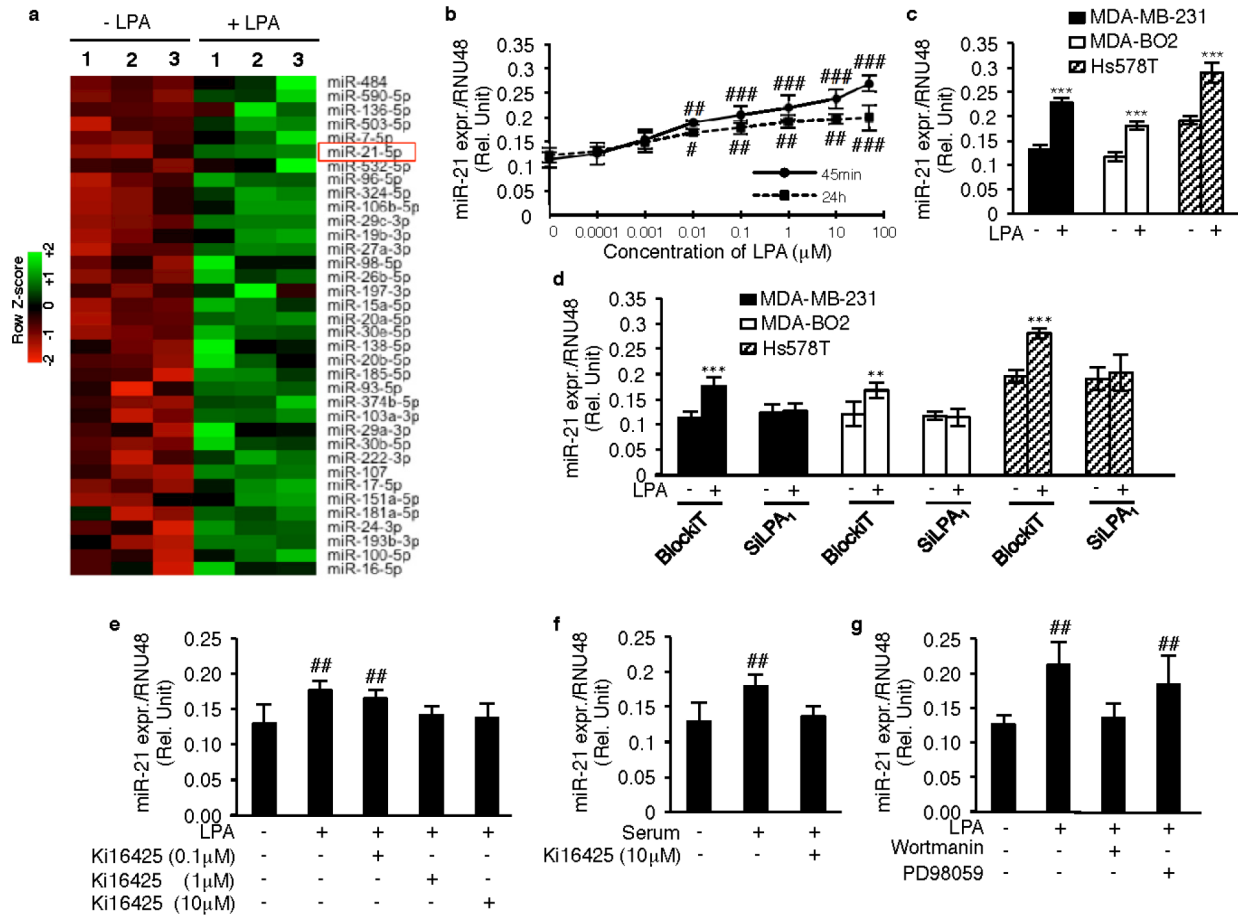 a
- LPA + LPA
1 2 3 1 2 3
miR-484
miR-590-5p
miR-136-5p
miR-503-5p
miR-7-5p
miR-21-5p
miR-532-5p
miR-96-5p
miR-324-5p
miR-106b-5p
miR-29c-3p
miR-19b-3p
miR-27a-3p
miR-98-5p
miR-26b-5p
miR-197-3p
miR-15a-5p
miR-20a-5p
miR-30e-5p
miR-138-5p
miR-20b-5p
miR-185-5p
miR-93-5p
miR-374b-5p
miR-103a-3p
miR-29a-3p
miR-30b-5p
miR-222-3p
miR-107
miR-17-5p
miR-151a-5p
miR-181a-5p
miR-24-3p
miR-193b-3p
miR-100-5p
miR-16-5p
Row Z-score
-2 -1 0 +1 +2
b
miR-21 expr./RNU48
(Rel. Unit)
0.35
0.3
0.25
0.2
0.15
0.1
0.05
0
## ### ### ### ###
# ## ## ## ###
45min
24h
0 0.0001 0.001 0.01 0.1 1 10 100
Concentration of LPA (µM)
c
MDA-MB-231
MDA-BO2
Hs578T
miR-21 expr./RNU48
(Rel. Unit)
0.35
0.3
0.25
0.2
0.15
0.1
0.05
0
*** *** ***
LPA - + - + - +
d
MDA-MB-231
MDA-BO2
Hs578T
miR-21 expr./RNU48
(Rel. Unit)
0.35
0.3
0.25
0.2
0.15
0.1
0.05
0
*** ** ***
LPA - + - + - + - + - + - +
BlockiT SiLPA1 BlockiT SiLPA1 BlockiT SiLPA1
e
miR-21 expr./RNU48
(Rel. Unit)
0.25
0.20
0.15
0.10
0.05
0.00
## ##
LPA - + + + +
Ki16425 (0.1µM) - - + - -
Ki16425 (1µM) - - - + -
Ki16425 (10µM) - - - - +
f
miR-21 expr./RNU48
(Rel. Unit)
0.25
0.20
0.15
0.10
0.05
0
##
Serum - + +
Ki16425 (10µM) - - +
g
miR-21 expr./RNU48
(Rel. Unit)
0.25
0.20
0.15
0.10
0.05
0.00
## ##
LPA - + + +
Wortmanin - - + -
PD98059 - - - +